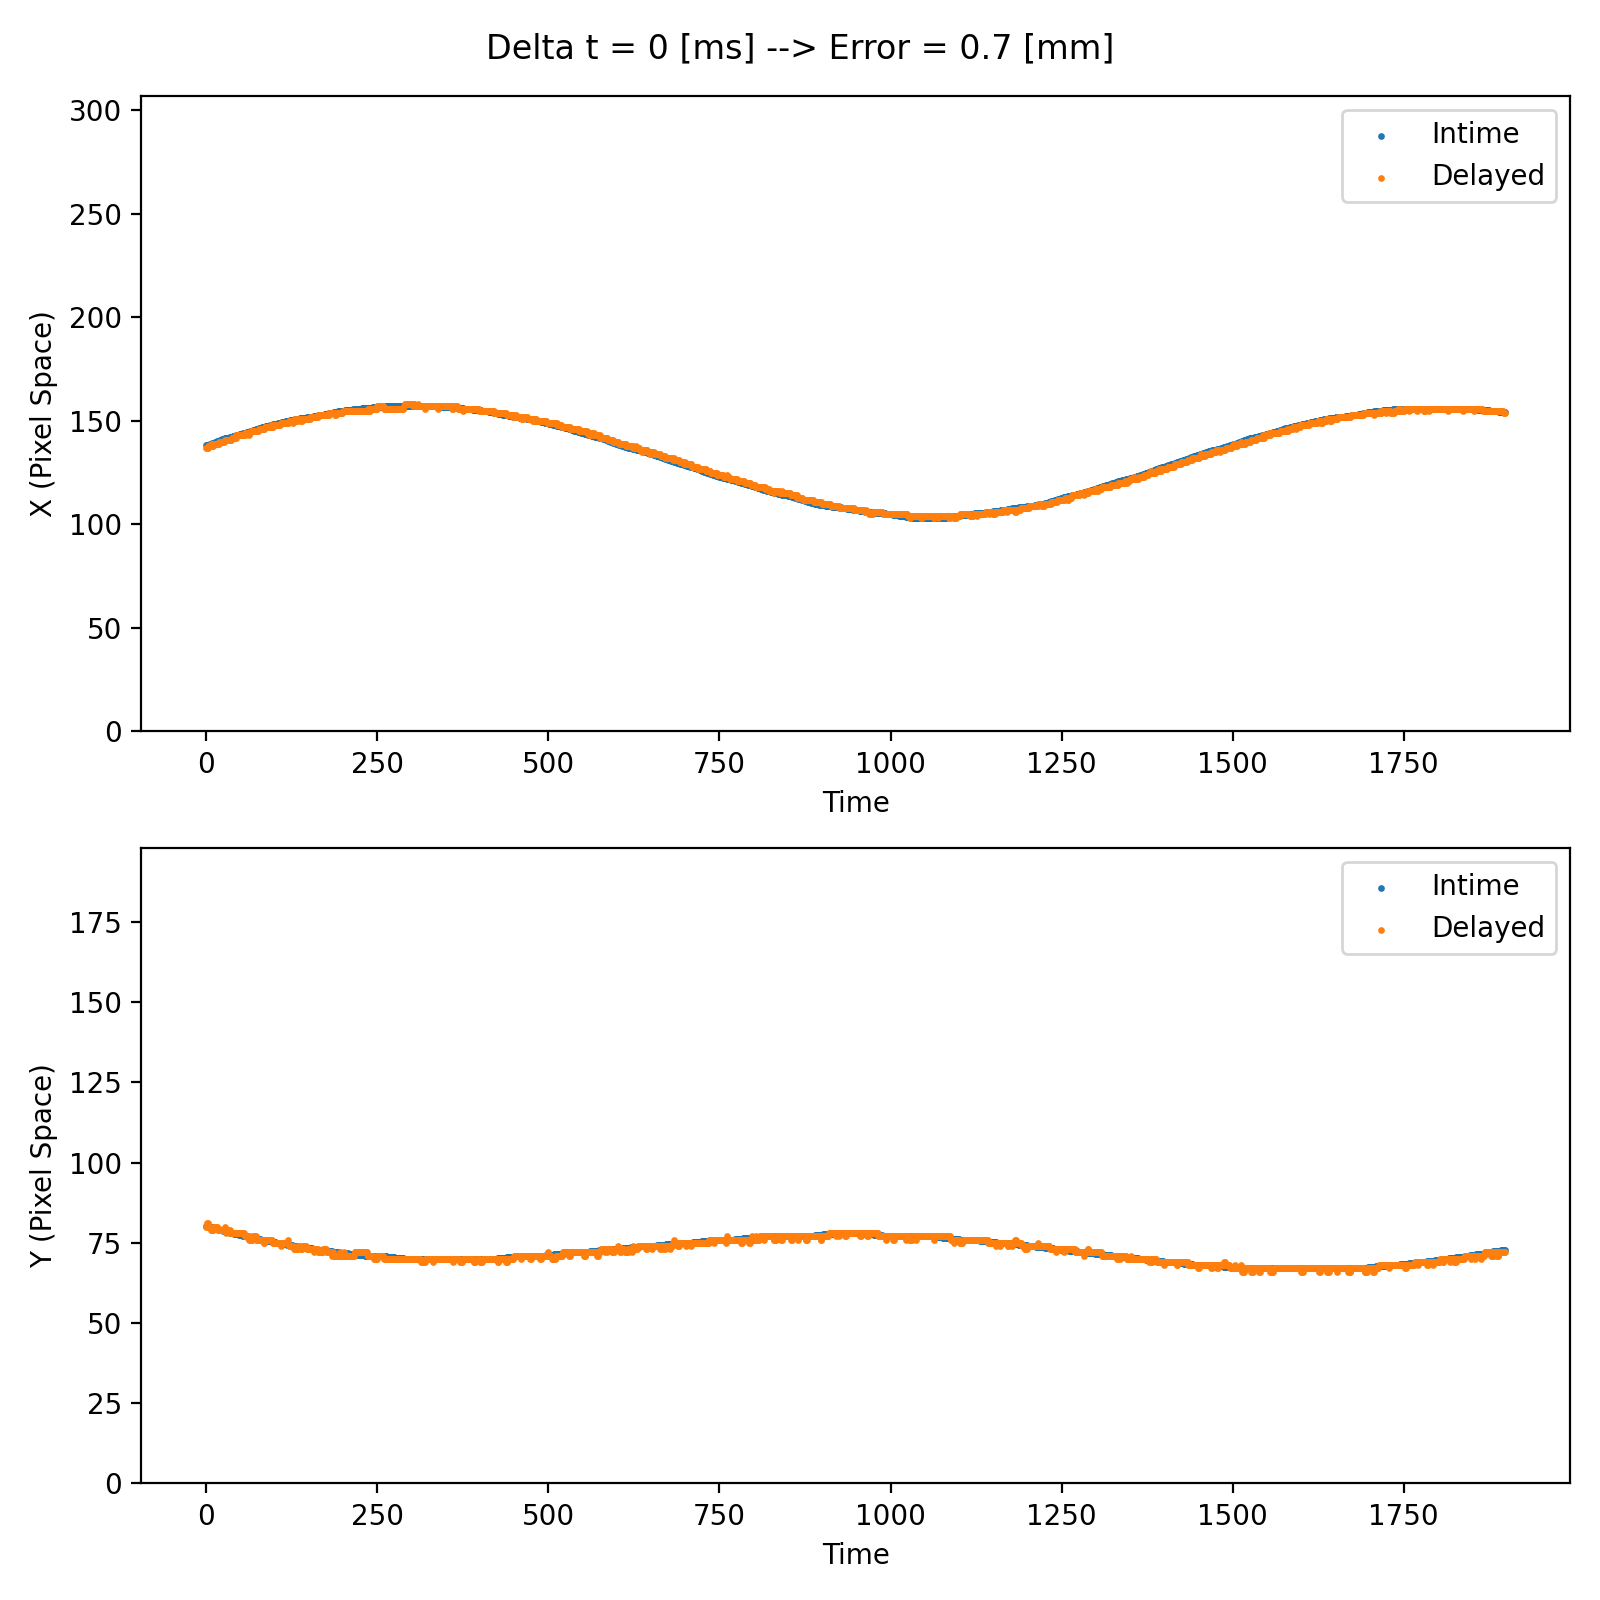 Delta t = 0 [ms] --> Error = 0.7 [mm]
300
250
200
150
100
50
0
X (Pixel Space)
Intime
Delayed
0 250 500 750 1000 1250 1500 1750
Time
175
150
125
100
75
50
25
0
Y (Pixel Space)
Intime
Delayed
0 250 500 750 1000 1250 1500 1750
Time